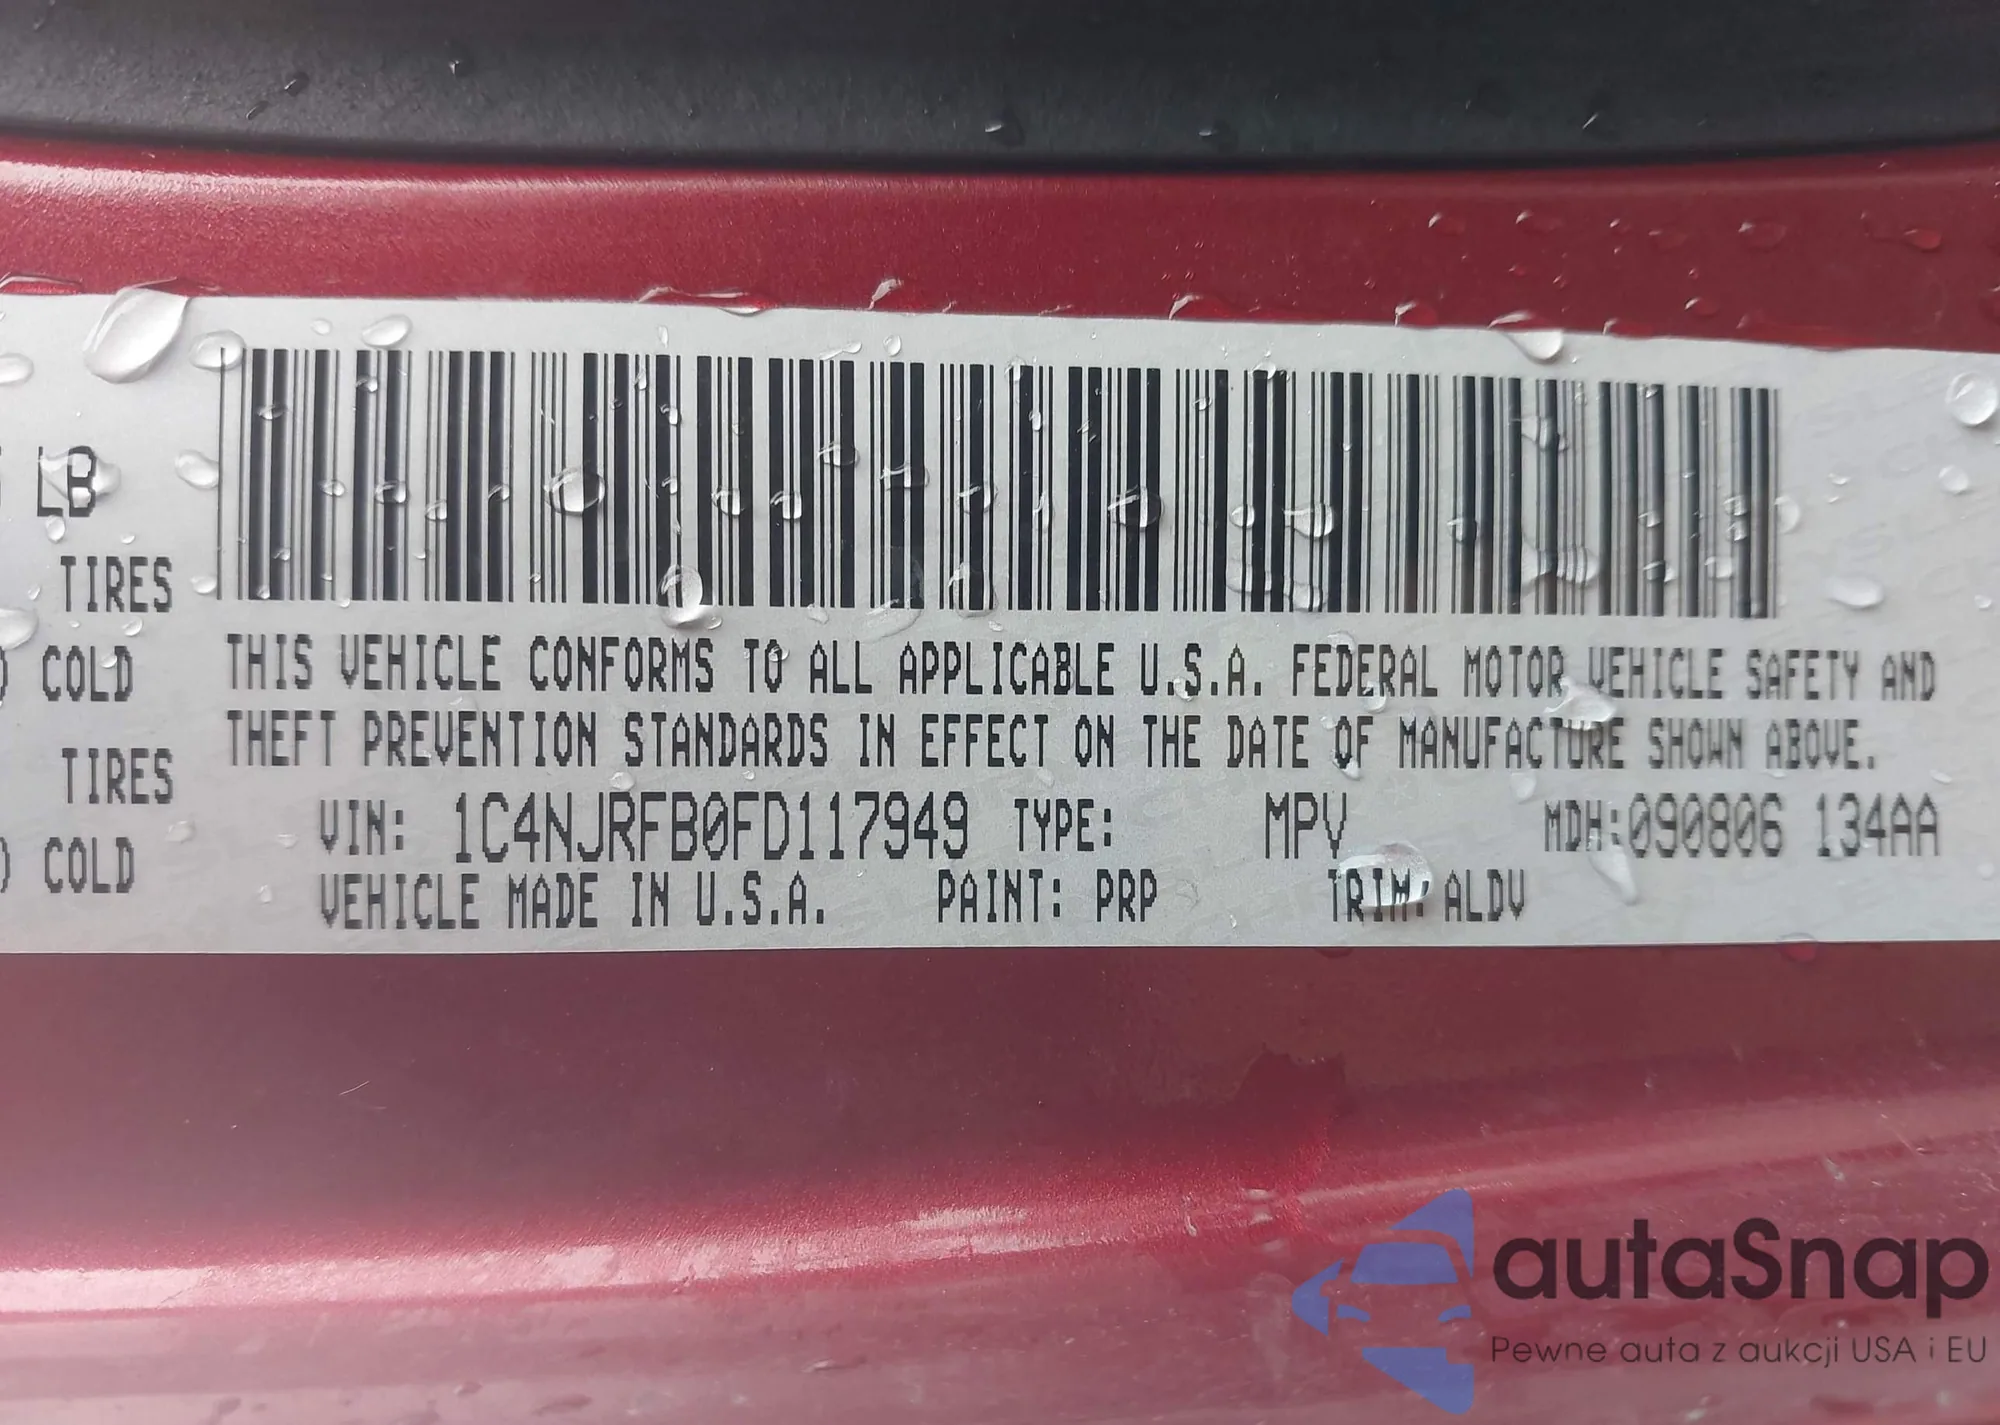 LB
TIRES
COLD
TIRES
COLD
THIS VEHICLE CONFORMS TO ALL APPLICABLE U.S.A. FEDERAL MOTOR VEHICLE SAFETY AND
THEFT PREVENTION STANDARDS IN EFFECT ON THE DATE OF MANUFACTURE SHOWN ABOVE.
VIN: 1C4NJRFB0FD117949 TYPE: MPV MDH:090806 134AA
VEHICLE MADE IN U.S.A. PAINT: PRP TRIM: ALDV
autaSnap
Pewne auta z aukcji USA i EU